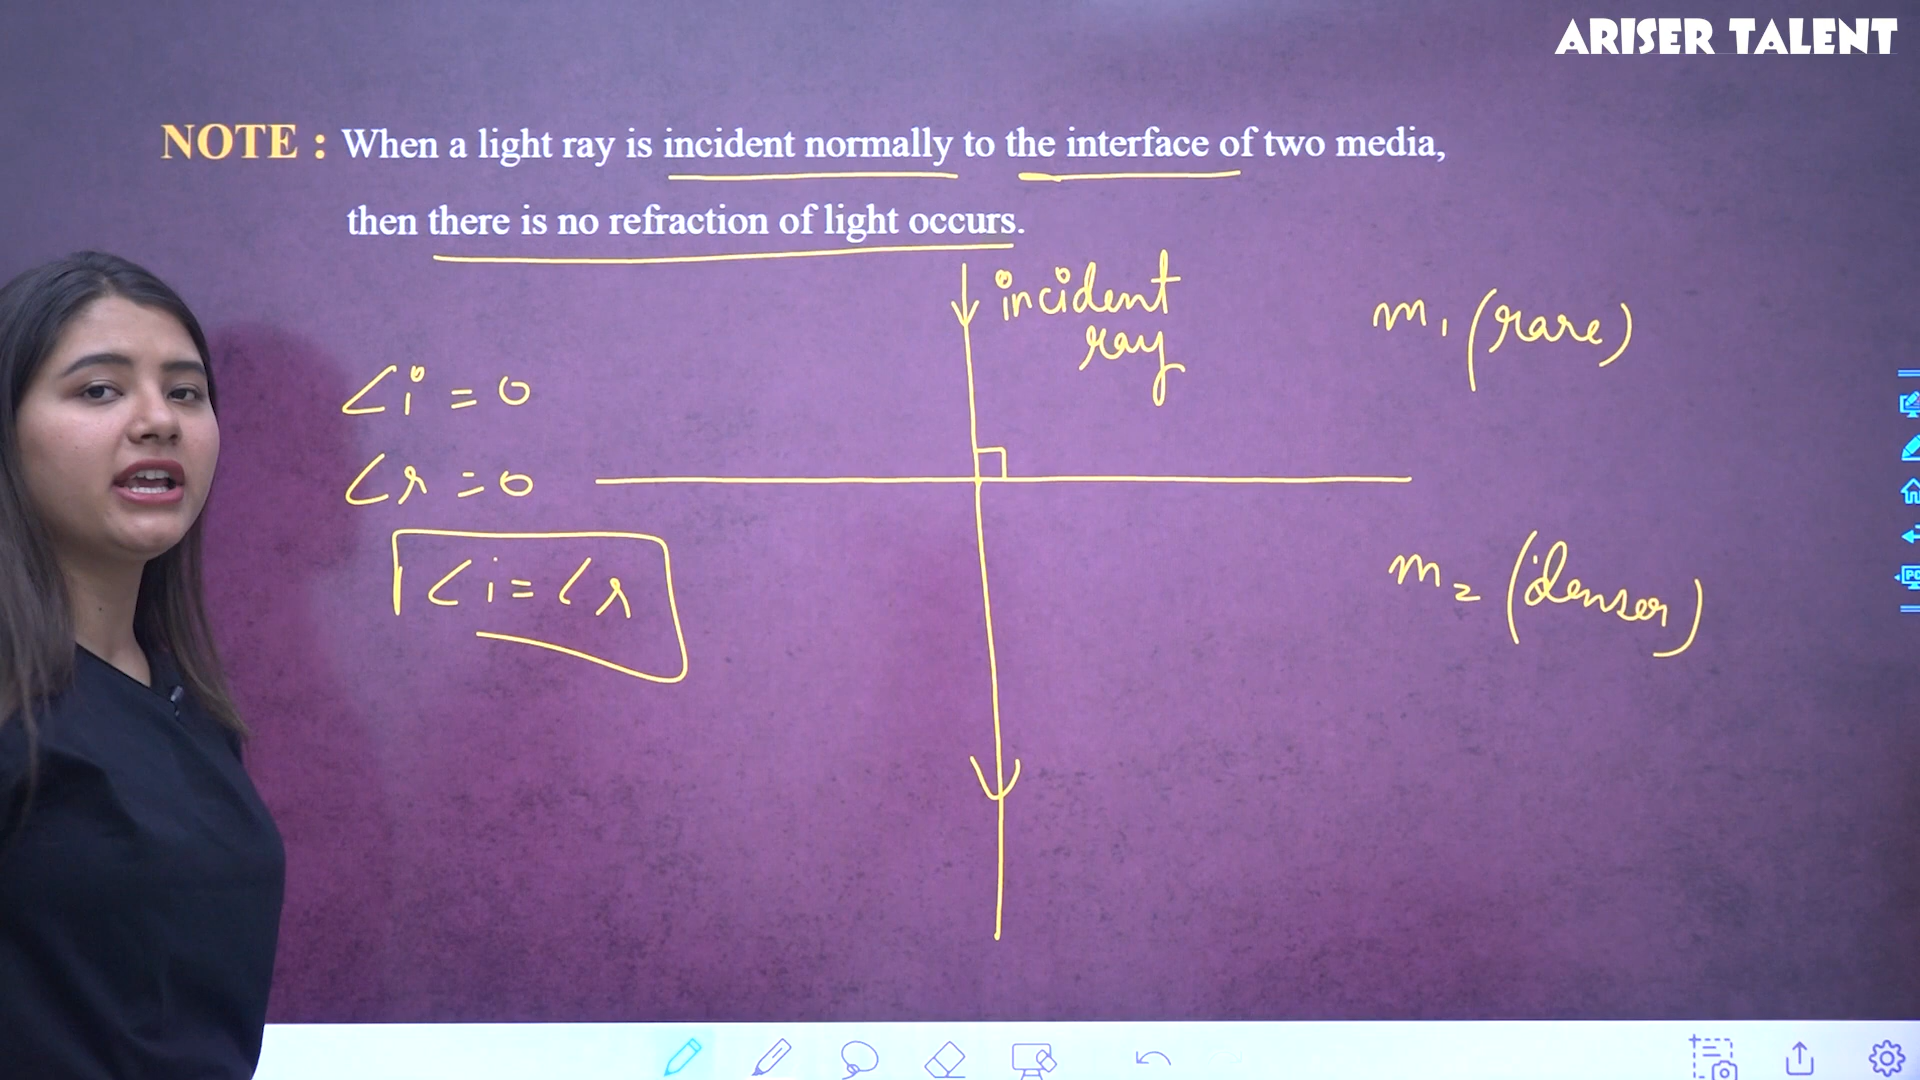 ARISER TALENT
NOTE : When a light ray is incident normally to the interface of two media,
then there is no refraction of light occurs.
incident
ray
m₁ (rare)
∠i = 0
∠r = 0
∠i = ∠r
m₂ (denser)